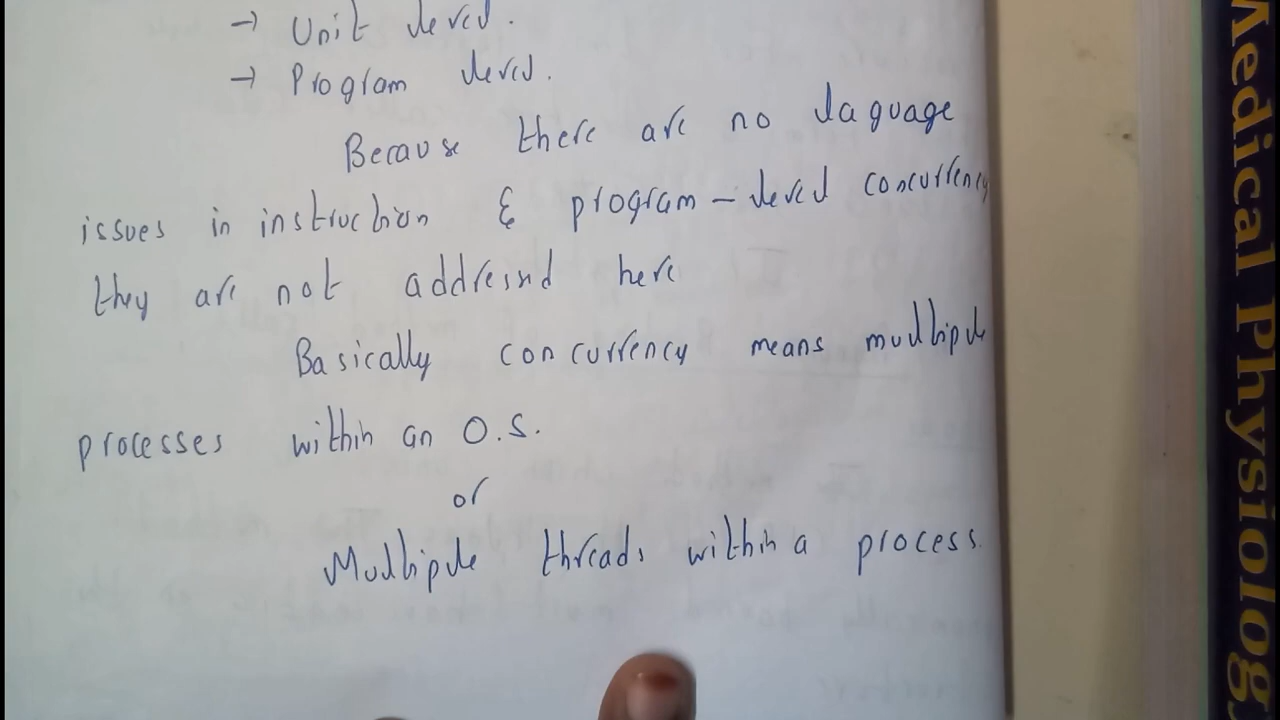 → Unit level.
→ Program level.
Because there are no laguage
issues in instruction & program - level concurrency
they are not addressed here
Basically concurrency means multiple
processes within an O.S.
or
Multiple threads within a process.
Medical Physiology